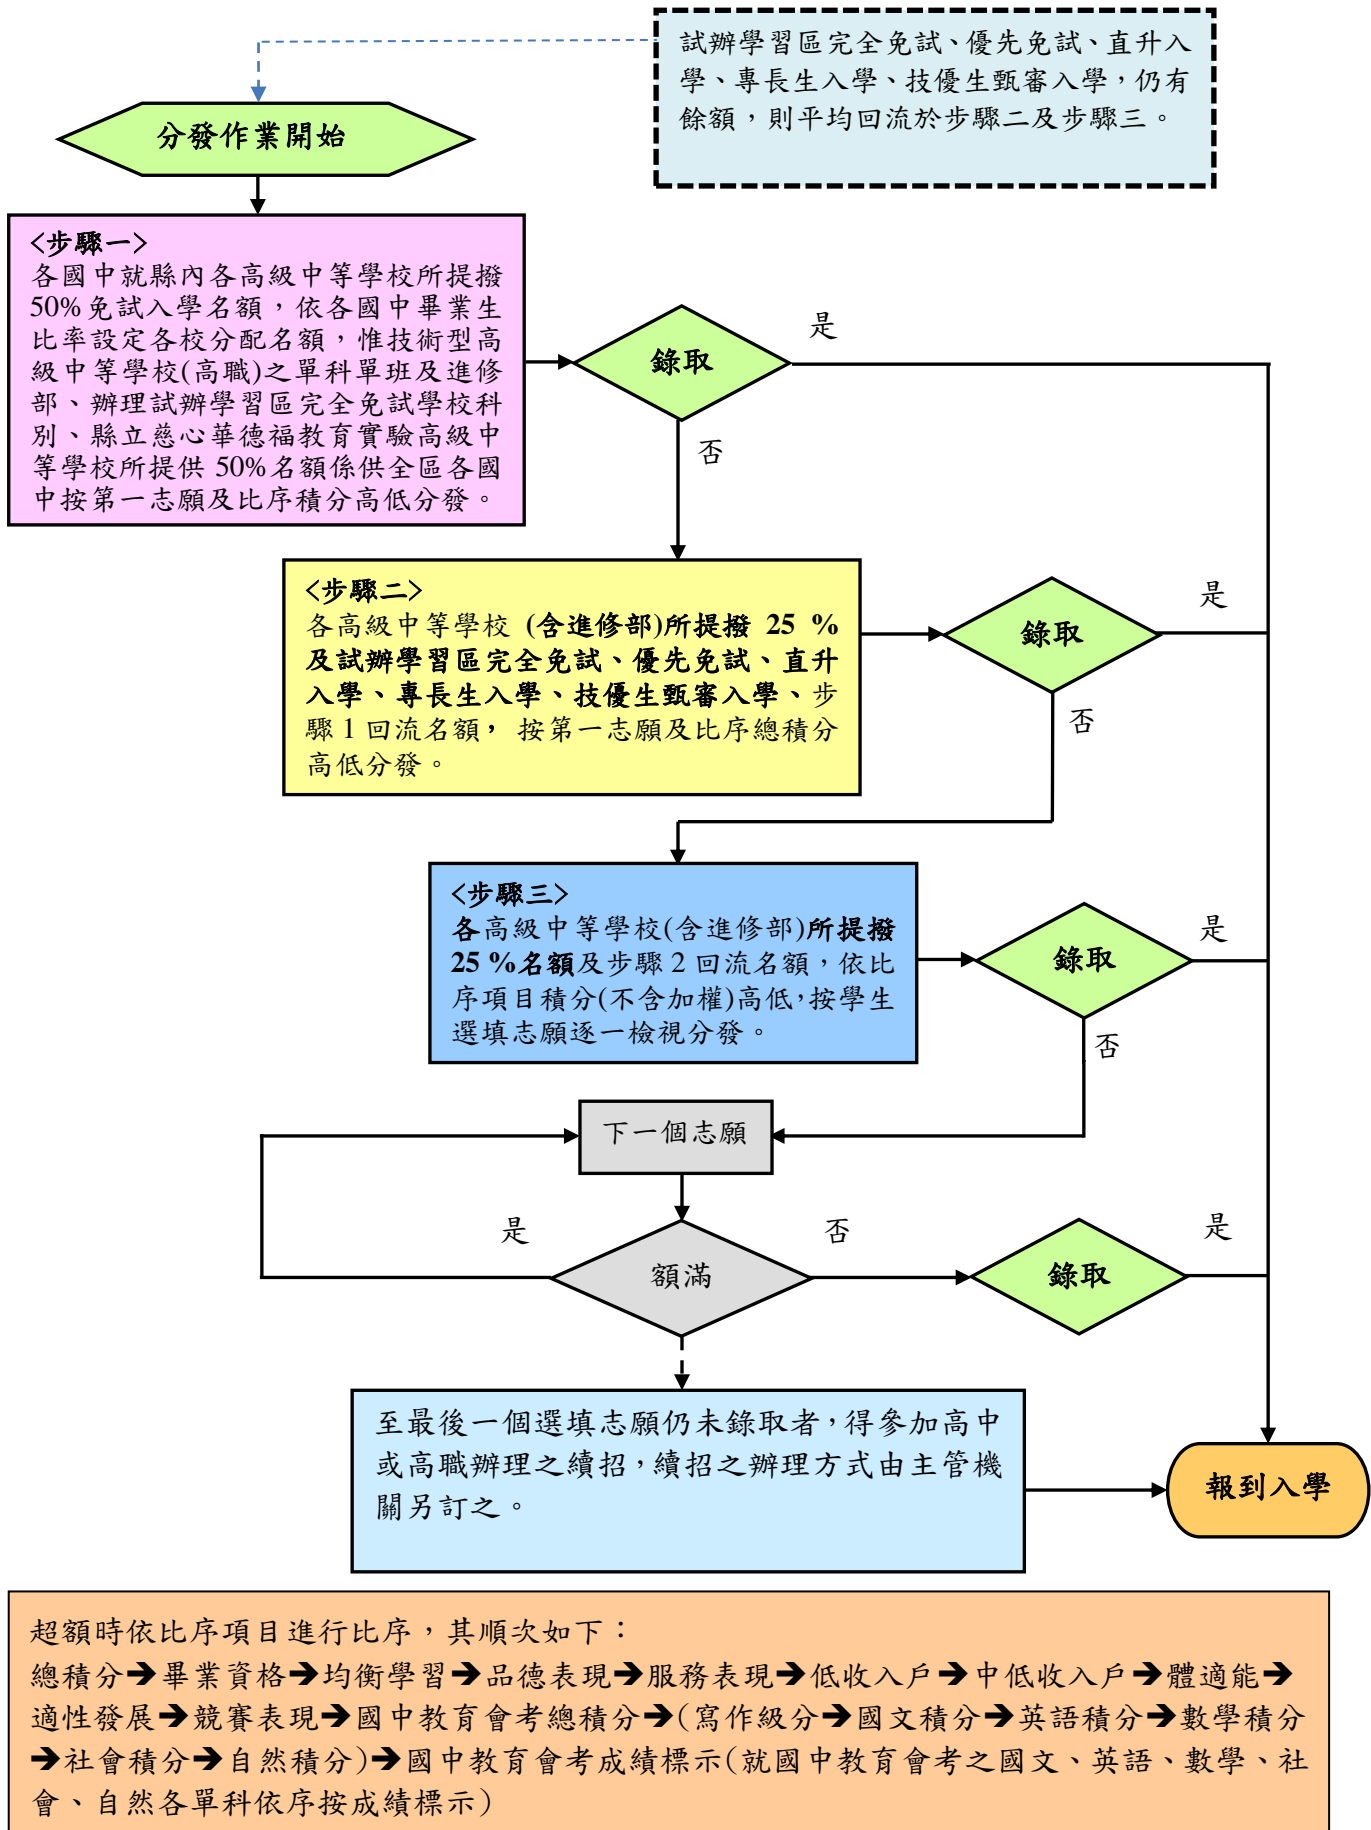 試辦學習區完全免試、優先免試、直升入
學、專長生入學、技優生甄審入學,仍有
餘額,則平均回流於步驟二及步驟三。
分發作業開始
<步驟一>
各國中就縣內各高級中等學校所提撥
50%免試入學名額,依各國中畢業生
比率設定各校分配名額,惟技術型高
級中等學校(高職)之單科單班及進修
部、辦理試辦學習區完全免試學校科
別、縣立慈心華德福教育實驗高級中
等學校所提供 50%名額係供全區各國
中按第一志願及比序積分高低分發。
錄取
是
否
<步驟二>
各高級中等學校 (含進修部)所提撥 25 %
及試辦學習區完全免試、優先免試、直升
入學、專長生入學、技優生甄審入學、步
驟 1 回流名額, 按第一志願及比序總積分
高低分發。
錄取
是
否
<步驟三>
各高級中等學校(含進修部)所提撥
25 %名額及步驟 2 回流名額,依比
序項目積分(不含加權)高低,按學生
選填志願逐一檢視分發。
錄取
是
否
下一個志願
是
額滿
否
錄取
是
至最後一個選填志願仍未錄取者,得參加高中
或高職辦理之續招,續招之辦理方式由主管機
關另訂之。
報到入學
超額時依比序項目進行比序,其順次如下:
總積分➔畢業資格➔均衡學習➔品德表現➔服務表現➔低收入戶➔中低收入戶➔體適能➔
適性發展➔競賽表現➔國中教育會考總積分➔(寫作級分➔國文積分➔英語積分➔數學積分
➔社會積分➔自然積分)➔國中教育會考成績標示(就國中教育會考之國文、英語、數學、社
會、自然各單科依序按成績標示)